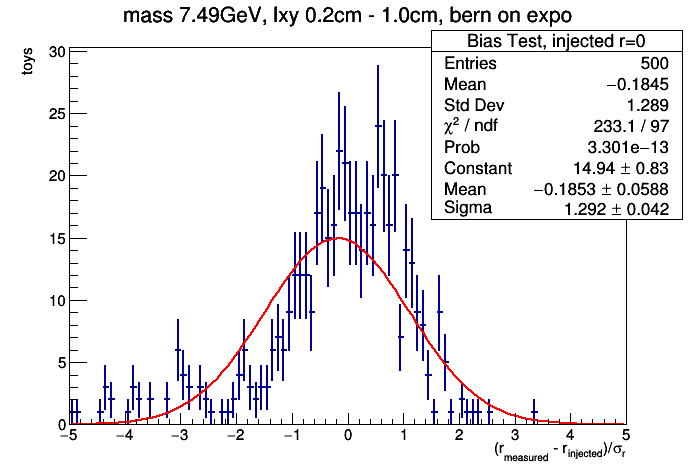 mass 7.49GeV, lxy 0.2cm - 1.0cm, bern on expo
Bias Test, injected r=0
Entries 500
Mean −0.1845
Std Dev 1.289
χ² / ndf 233.1 / 97
Prob 3.301e−13
Constant 14.94 ± 0.83
Mean −0.1853 ± 0.0588
Sigma 1.292 ± 0.042
toys
30
25
20
15
10
5
0
−5 −4 −3 −2 −1 0 1 2 3 4 5
(r_measured - r_injected)/σ_r